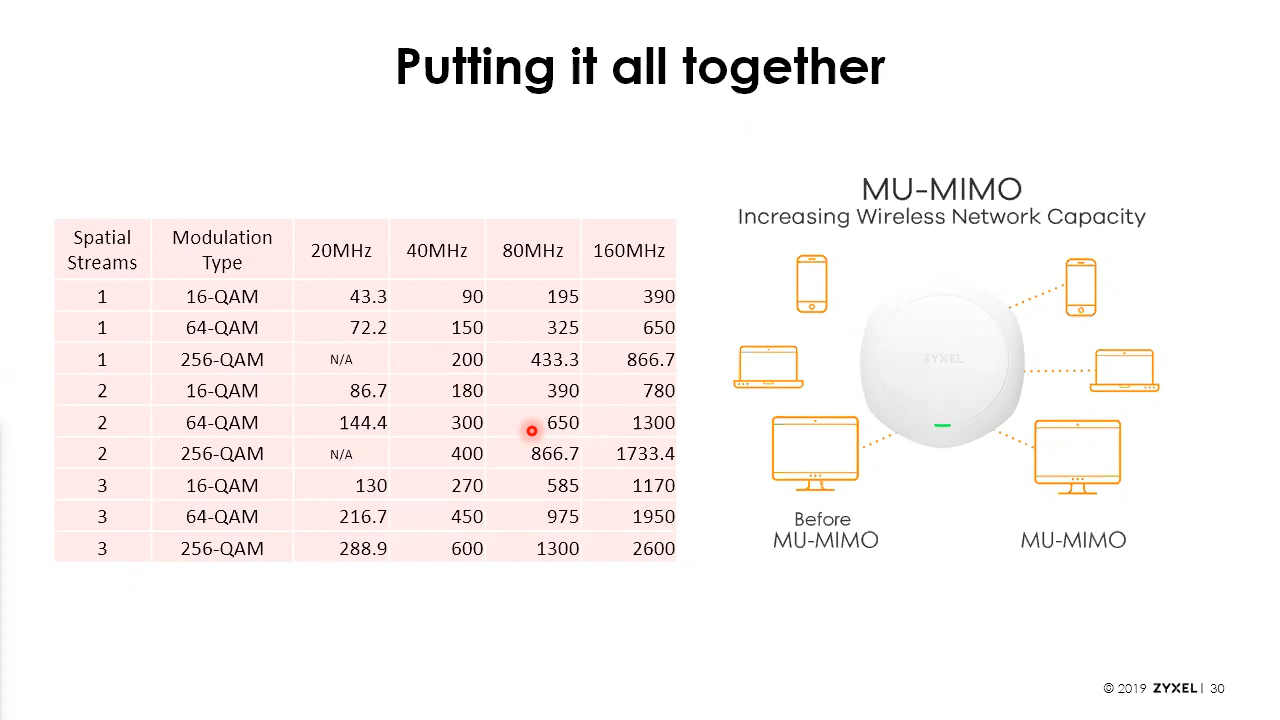 Putting it all together
Spatial Streams Modulation Type 20MHz 40MHz 80MHz 160MHz
1 16-QAM 43.3 90 195 390
1 64-QAM 72.2 150 325 650
1 256-QAM N/A 200 433.3 866.7
2 16-QAM 86.7 180 390 780
2 64-QAM 144.4 300 650 1300
2 256-QAM N/A 400 866.7 1733.4
3 16-QAM 130 270 585 1170
3 64-QAM 216.7 450 975 1950
3 256-QAM 288.9 600 1300 2600
MU-MIMO
Increasing Wireless Network Capacity
ZYXEL
Before
MU-MIMO
MU-MIMO
© 2019 ZYXEL | 30